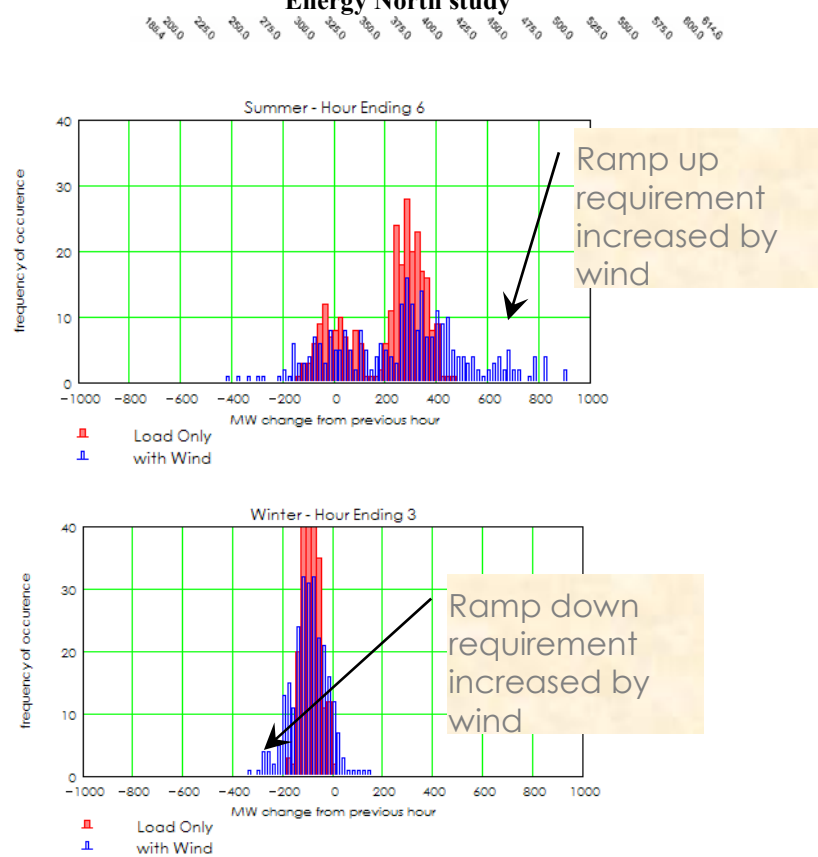 Energy North study
188.4 200.0 225.0 250.0 275.0 300.0 325.0 350.0 375.0 400.0 425.0 450.0 475.0 500.0 525.0 550.0 575.0 600.0 614.6
Summer - Hour Ending 6
40
30
20
10
0
frequency of occurence
−1000 −800 −600 −400 −200 0 200 400 600 800 1000
MW change from previous hour
Load Only
with Wind
Ramp up
requirement
increased by
wind
Winter - Hour Ending 3
40
30
20
10
0
frequency of occurence
−1000 −800 −600 −400 −200 0 200 400 600 800 1000
MW change from previous hour
Load Only
with Wind
Ramp down
requirement
increased by
wind